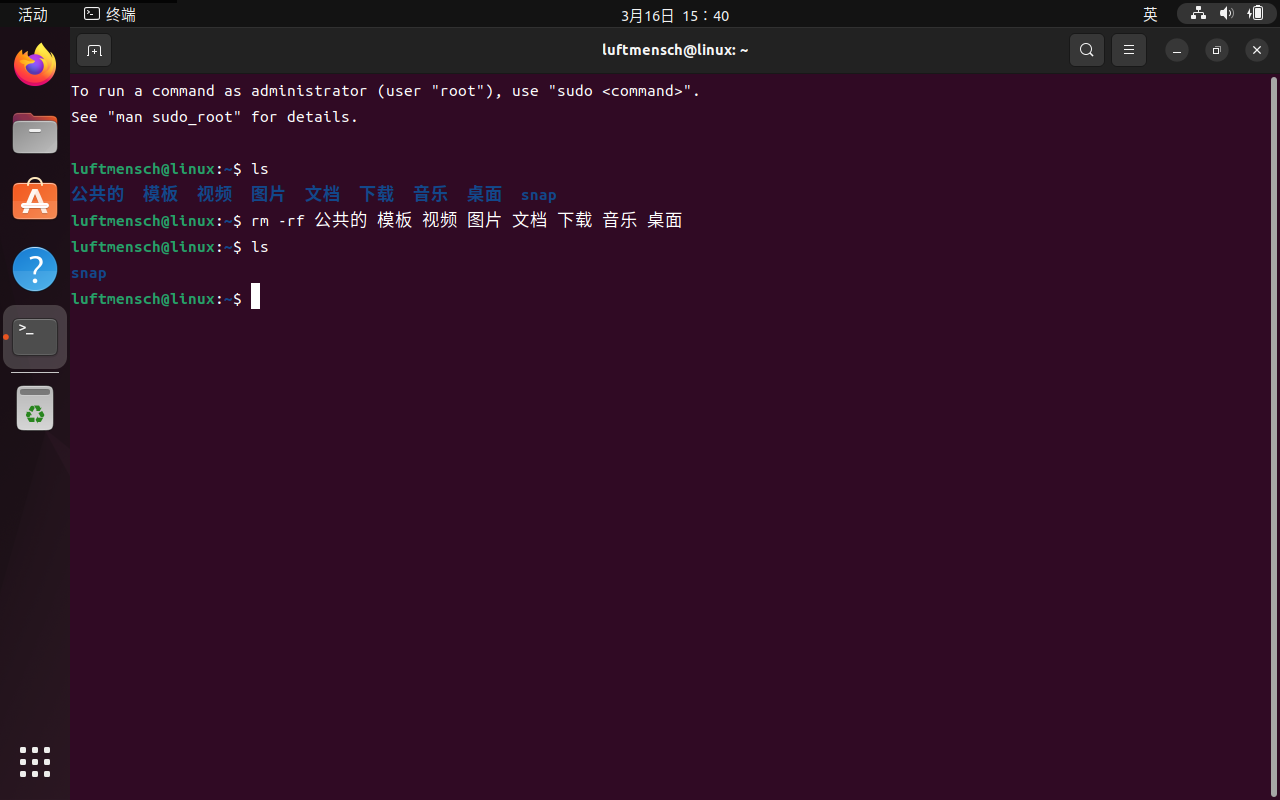 活动 终端 3月16日 15:40 英
luftmensch@linux: ~
To run a command as administrator (user "root"), use "sudo <command>".
See "man sudo_root" for details.
luftmensch@linux:~$ ls
公共的 模板 视频 图片 文档 下载 音乐 桌面 snap
luftmensch@linux:~$ rm -rf 公共的 模板 视频 图片 文档 下载 音乐 桌面
luftmensch@linux:~$ ls
snap
luftmensch@linux:~$